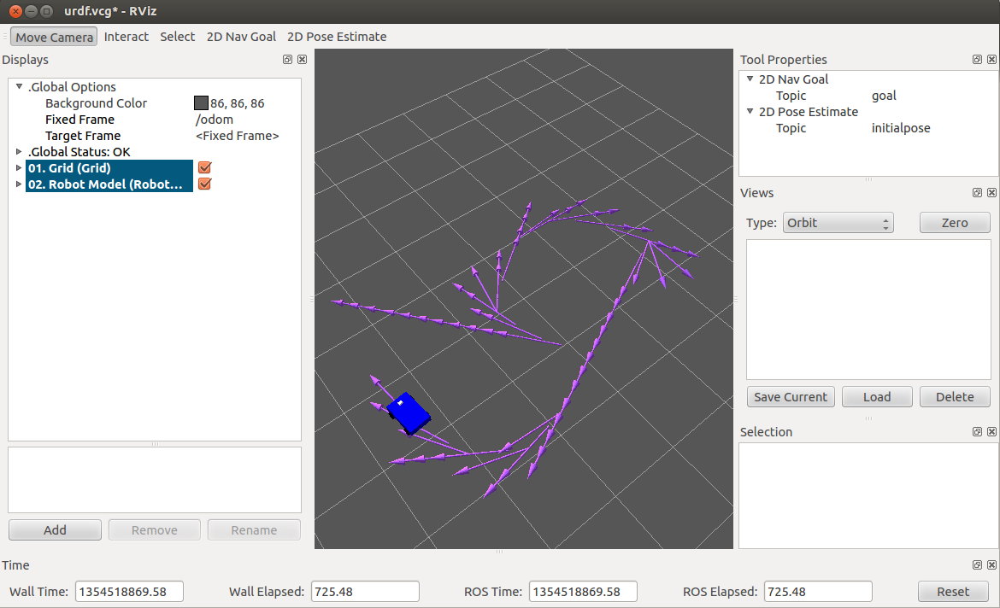 urdf.vcg* - RViz
Move Camera Interact Select 2D Nav Goal 2D Pose Estimate
Displays
.Global Options
Background Color 86, 86, 86
Fixed Frame /odom
Target Frame <Fixed Frame>
.Global Status: OK
01. Grid (Grid)
02. Robot Model (Robot...
Add Remove Rename
Tool Properties
2D Nav Goal
Topic goal
2D Pose Estimate
Topic initialpose
Views
Type: Orbit Zero
Save Current Load Delete
Selection
Time
Wall Time: 1354518869.58 Wall Elapsed: 725.48 ROS Time: 1354518869.58 ROS Elapsed: 725.48 Reset